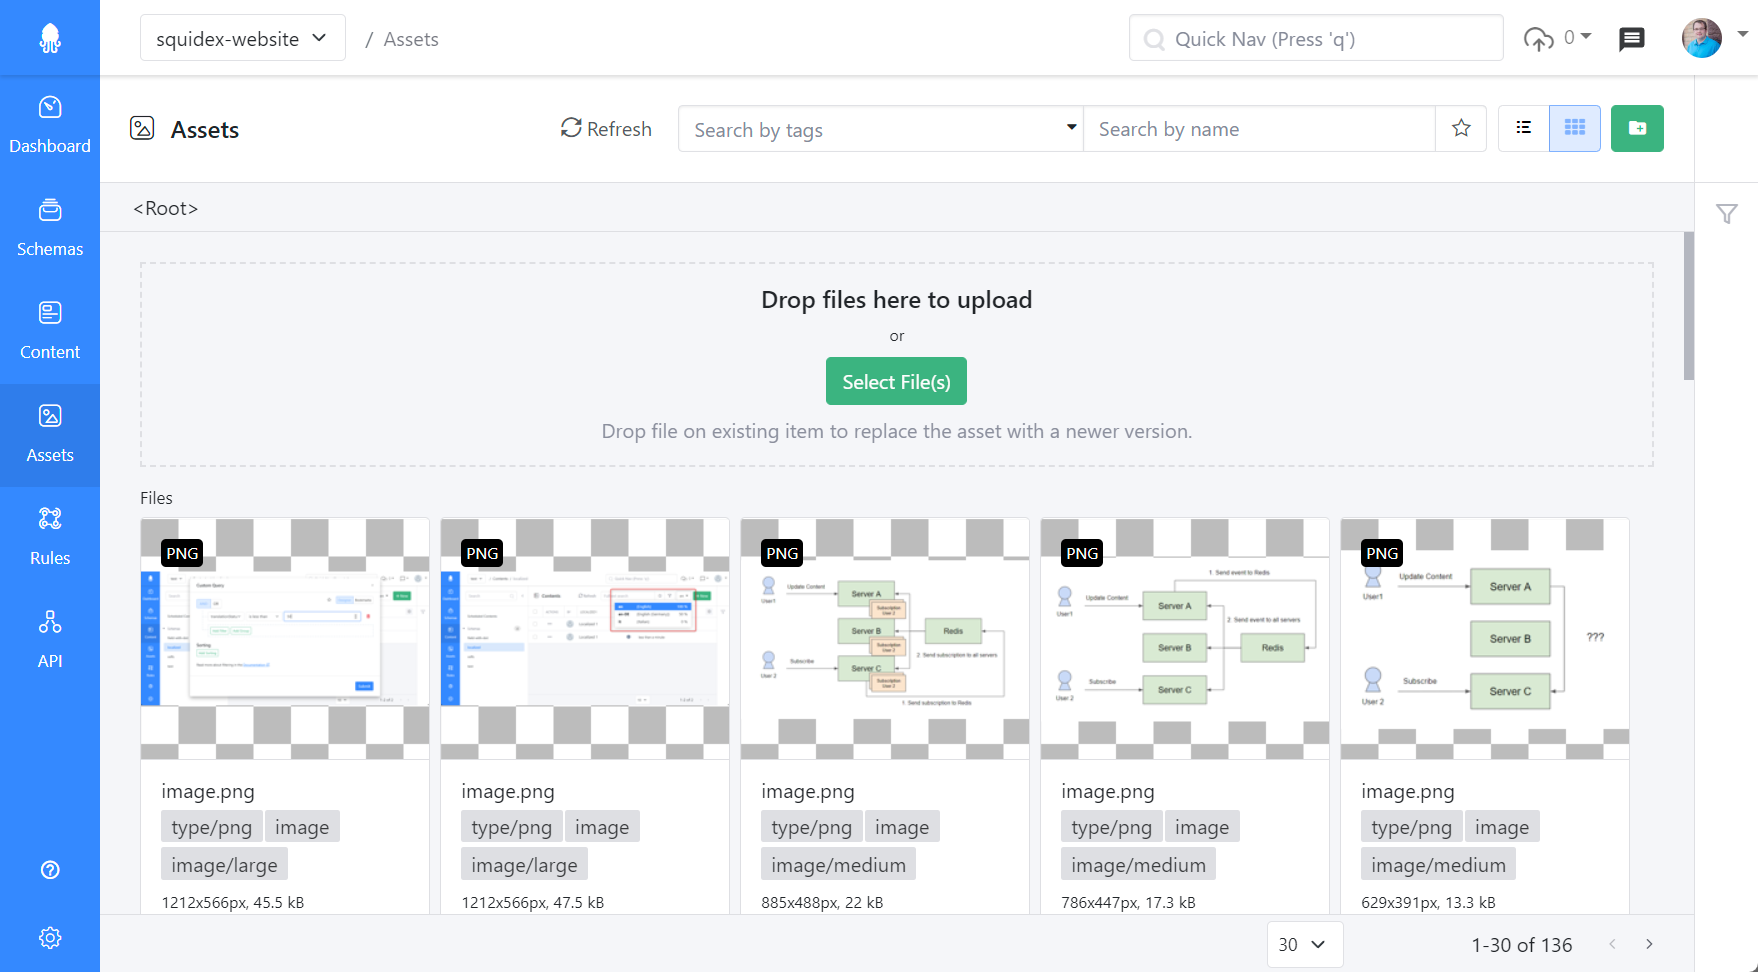 squidex-website
/ Assets
Quick Nav (Press 'q')
0
Dashboard
Schemas
Content
Assets
Rules
API
Assets
Refresh
Search by tags
Search by name
<Root>
Drop files here to upload
or
Select File(s)
Drop file on existing item to replace the asset with a newer version.
Files
PNG
Custom Query
Sorting
image.png
type/png image
image/large
1212x566px, 45.5 kB
PNG
Contents
image.png
type/png image
image/large
1212x566px, 47.5 kB
PNG
Update Content
User1
Server A
Subscription
User 2
Server B
Redis
Subscription
User 2
2. Send subscription to all servers
Subscribe
User 2
Server C
Subscription
User 2
1. Send subscription to Redis
image.png
type/png image
image/medium
885x488px, 22 kB
PNG
1. Send event to Redis
Update Content
User1
Server A
2. Send event to all servers
Server B
Redis
Subscribe
User 2
Server C
image.png
type/png image
image/medium
786x447px, 17.3 kB
PNG
Update Content
User1
Server A
Server B
???
Subscribe
User 2
Server C
image.png
type/png image
image/medium
629x391px, 13.3 kB
30
1-30 of 136